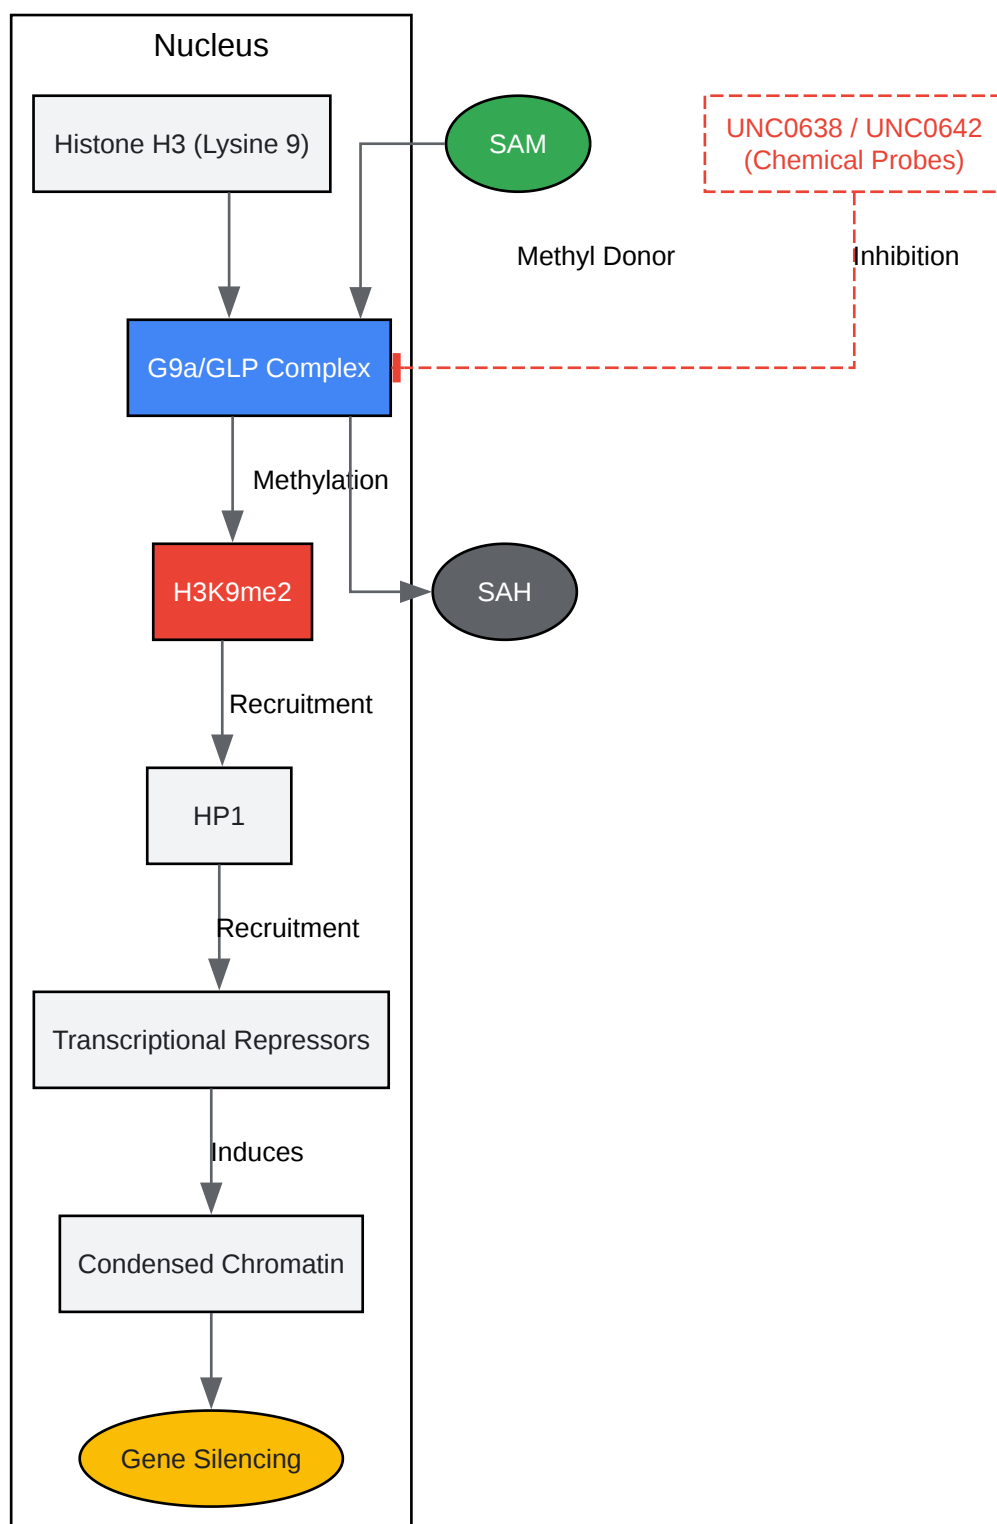 Nucleus
Histone H3 (Lysine 9)
SAM
UNC0638 / UNC0642
(Chemical Probes)
Methyl Donor
Inhibition
G9a/GLP Complex
Methylation
H3K9me2
SAH
Recruitment
HP1
Recruitment
Transcriptional Repressors
Induces
Condensed Chromatin
Gene Silencing